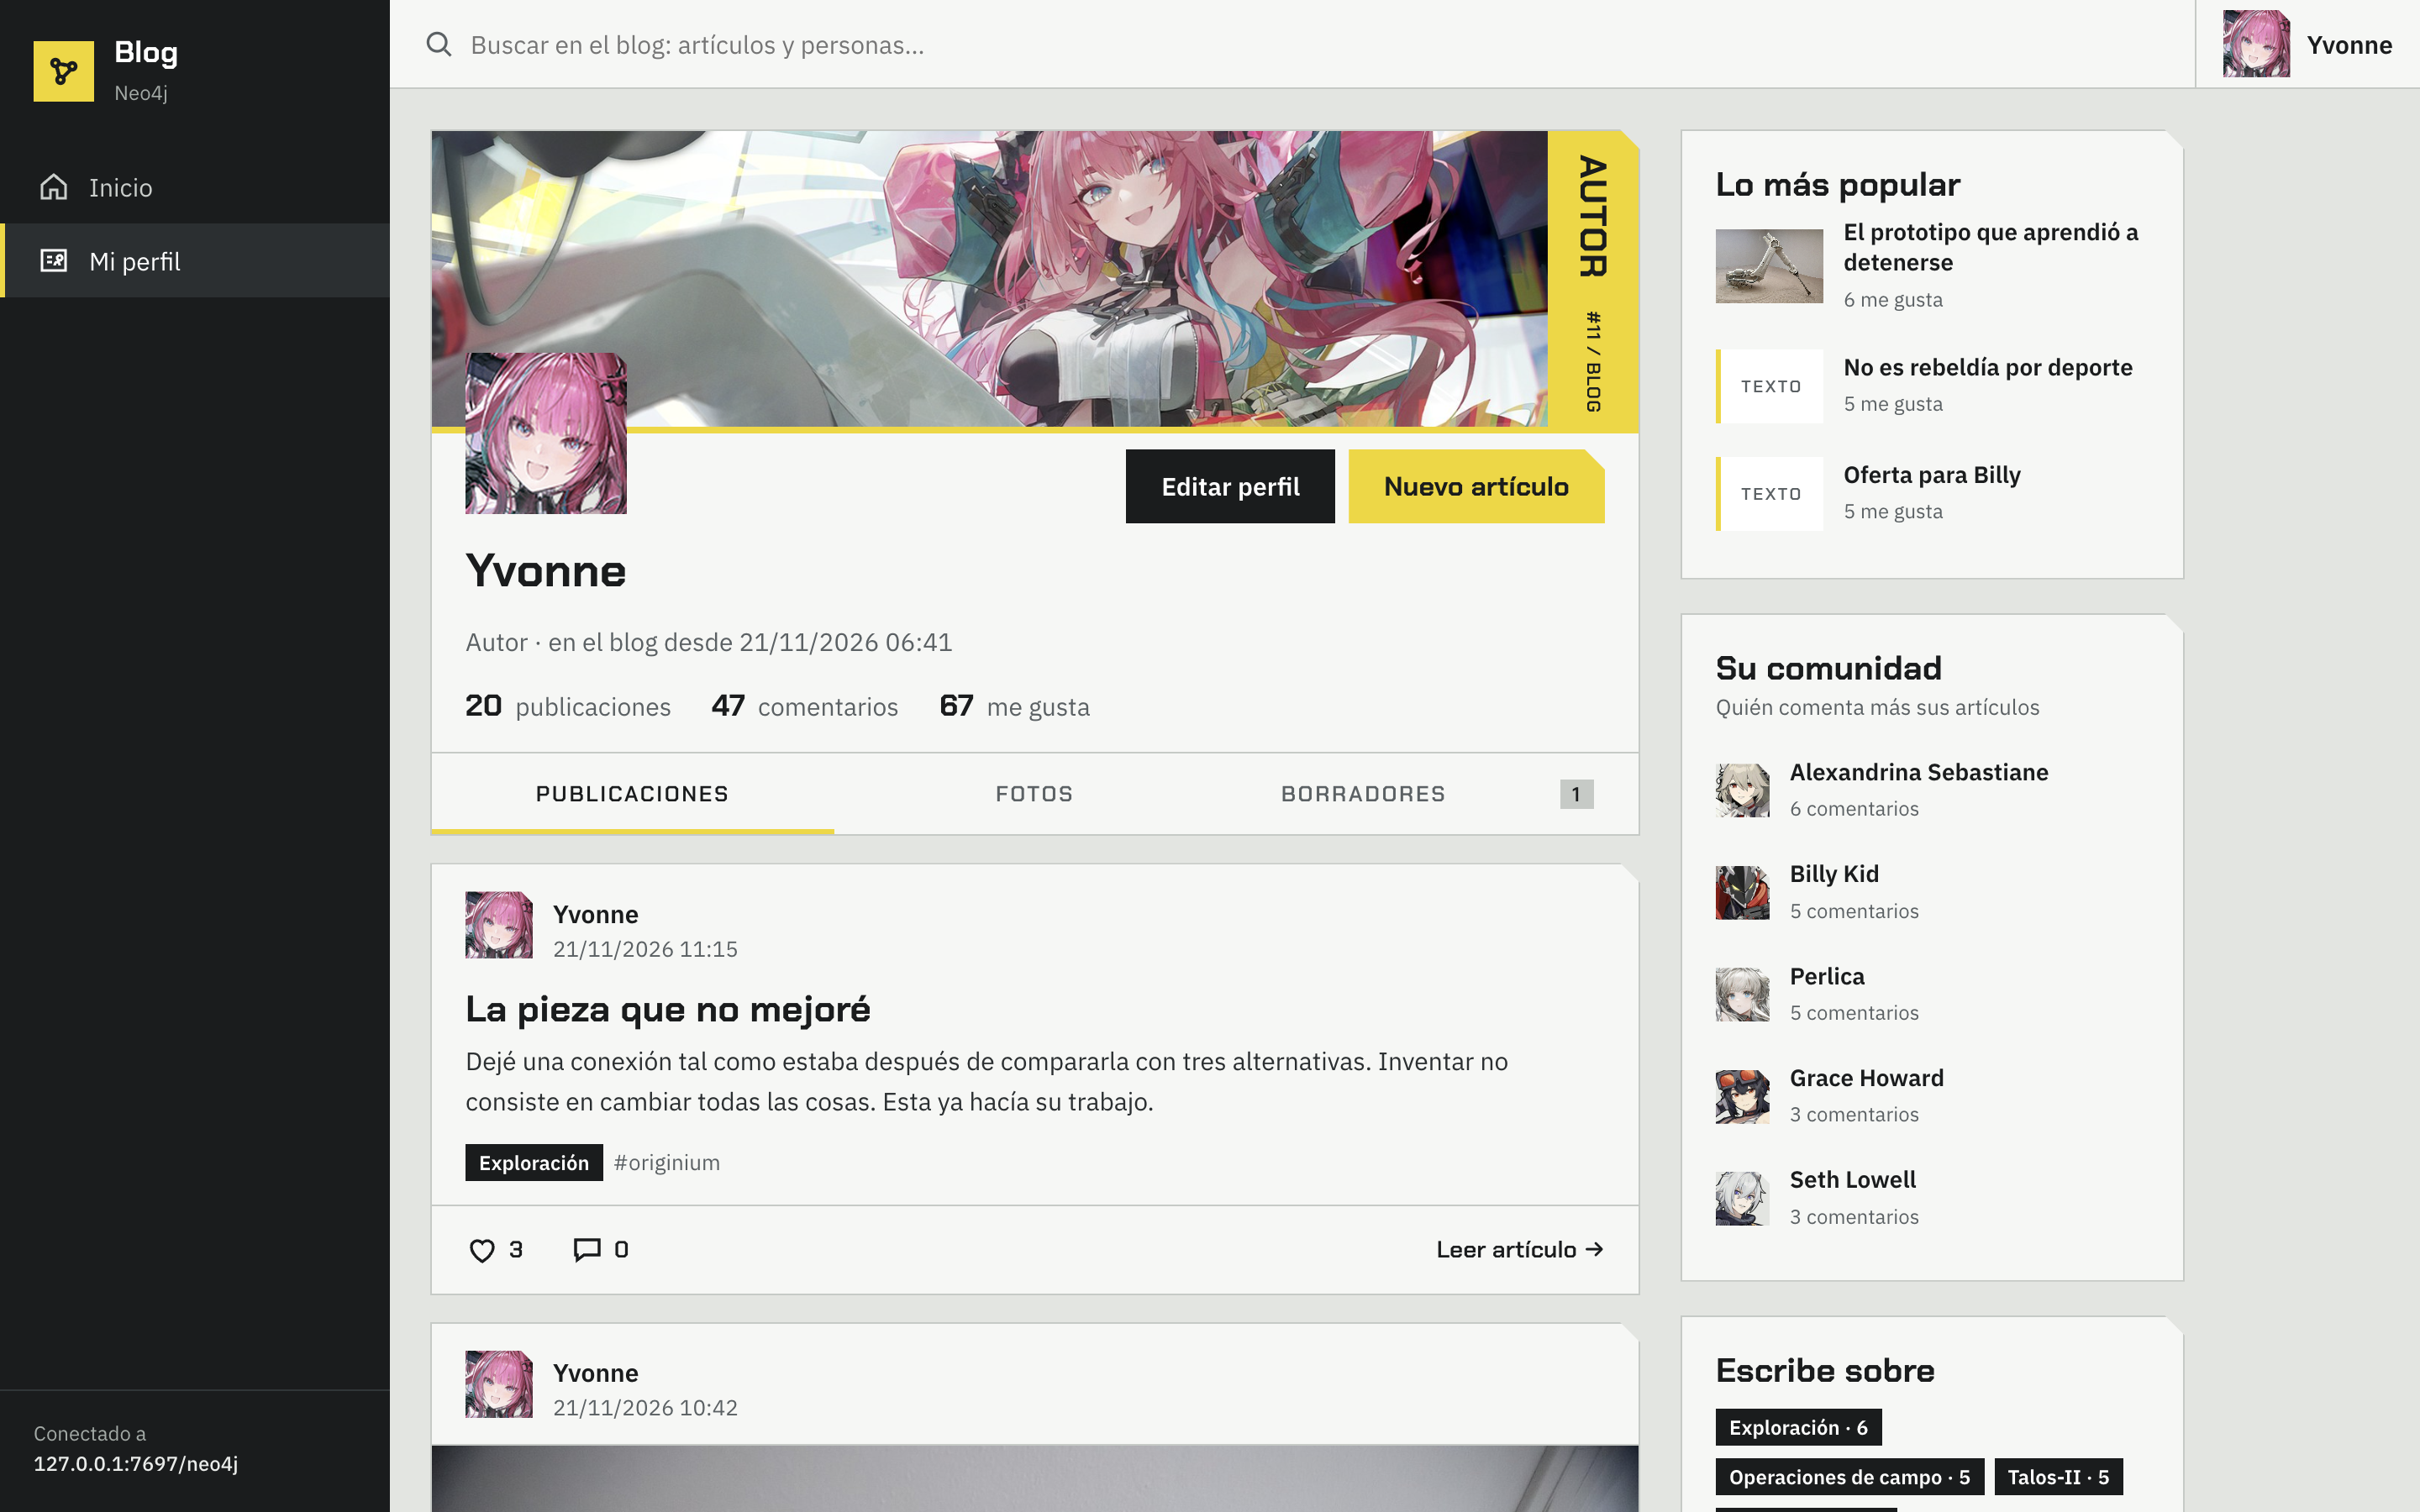 Blog
Neo4j
Inicio
Mi perfil
Conectado a
127.0.0.1:7697/neo4j
Buscar en el blog: artículos y personas...
Yvonne
AUTOR
#11 / BLOG
Editar perfil
Nuevo artículo
Yvonne
Autor · en el blog desde 21/11/2026 06:41
20 publicaciones 47 comentarios 67 me gusta
PUBLICACIONES FOTOS BORRADORES 1
Yvonne
21/11/2026 11:15
La pieza que no mejoré
Dejé una conexión tal como estaba después de compararla con tres alternativas. Inventar no
consiste en cambiar todas las cosas. Esta ya hacía su trabajo.
Exploración #originium
3 0 Leer artículo →
Yvonne
21/11/2026 10:42
Lo más popular
El prototipo que aprendió a
detenerse
6 me gusta
TEXTO
No es rebeldía por deporte
5 me gusta
TEXTO
Oferta para Billy
5 me gusta
Su comunidad
Quién comenta más sus artículos
Alexandrina Sebastiane
6 comentarios
Billy Kid
5 comentarios
Perlica
5 comentarios
Grace Howard
3 comentarios
Seth Lowell
3 comentarios
Escribe sobre
Exploración · 6
Operaciones de campo · 5 Talos-II · 5